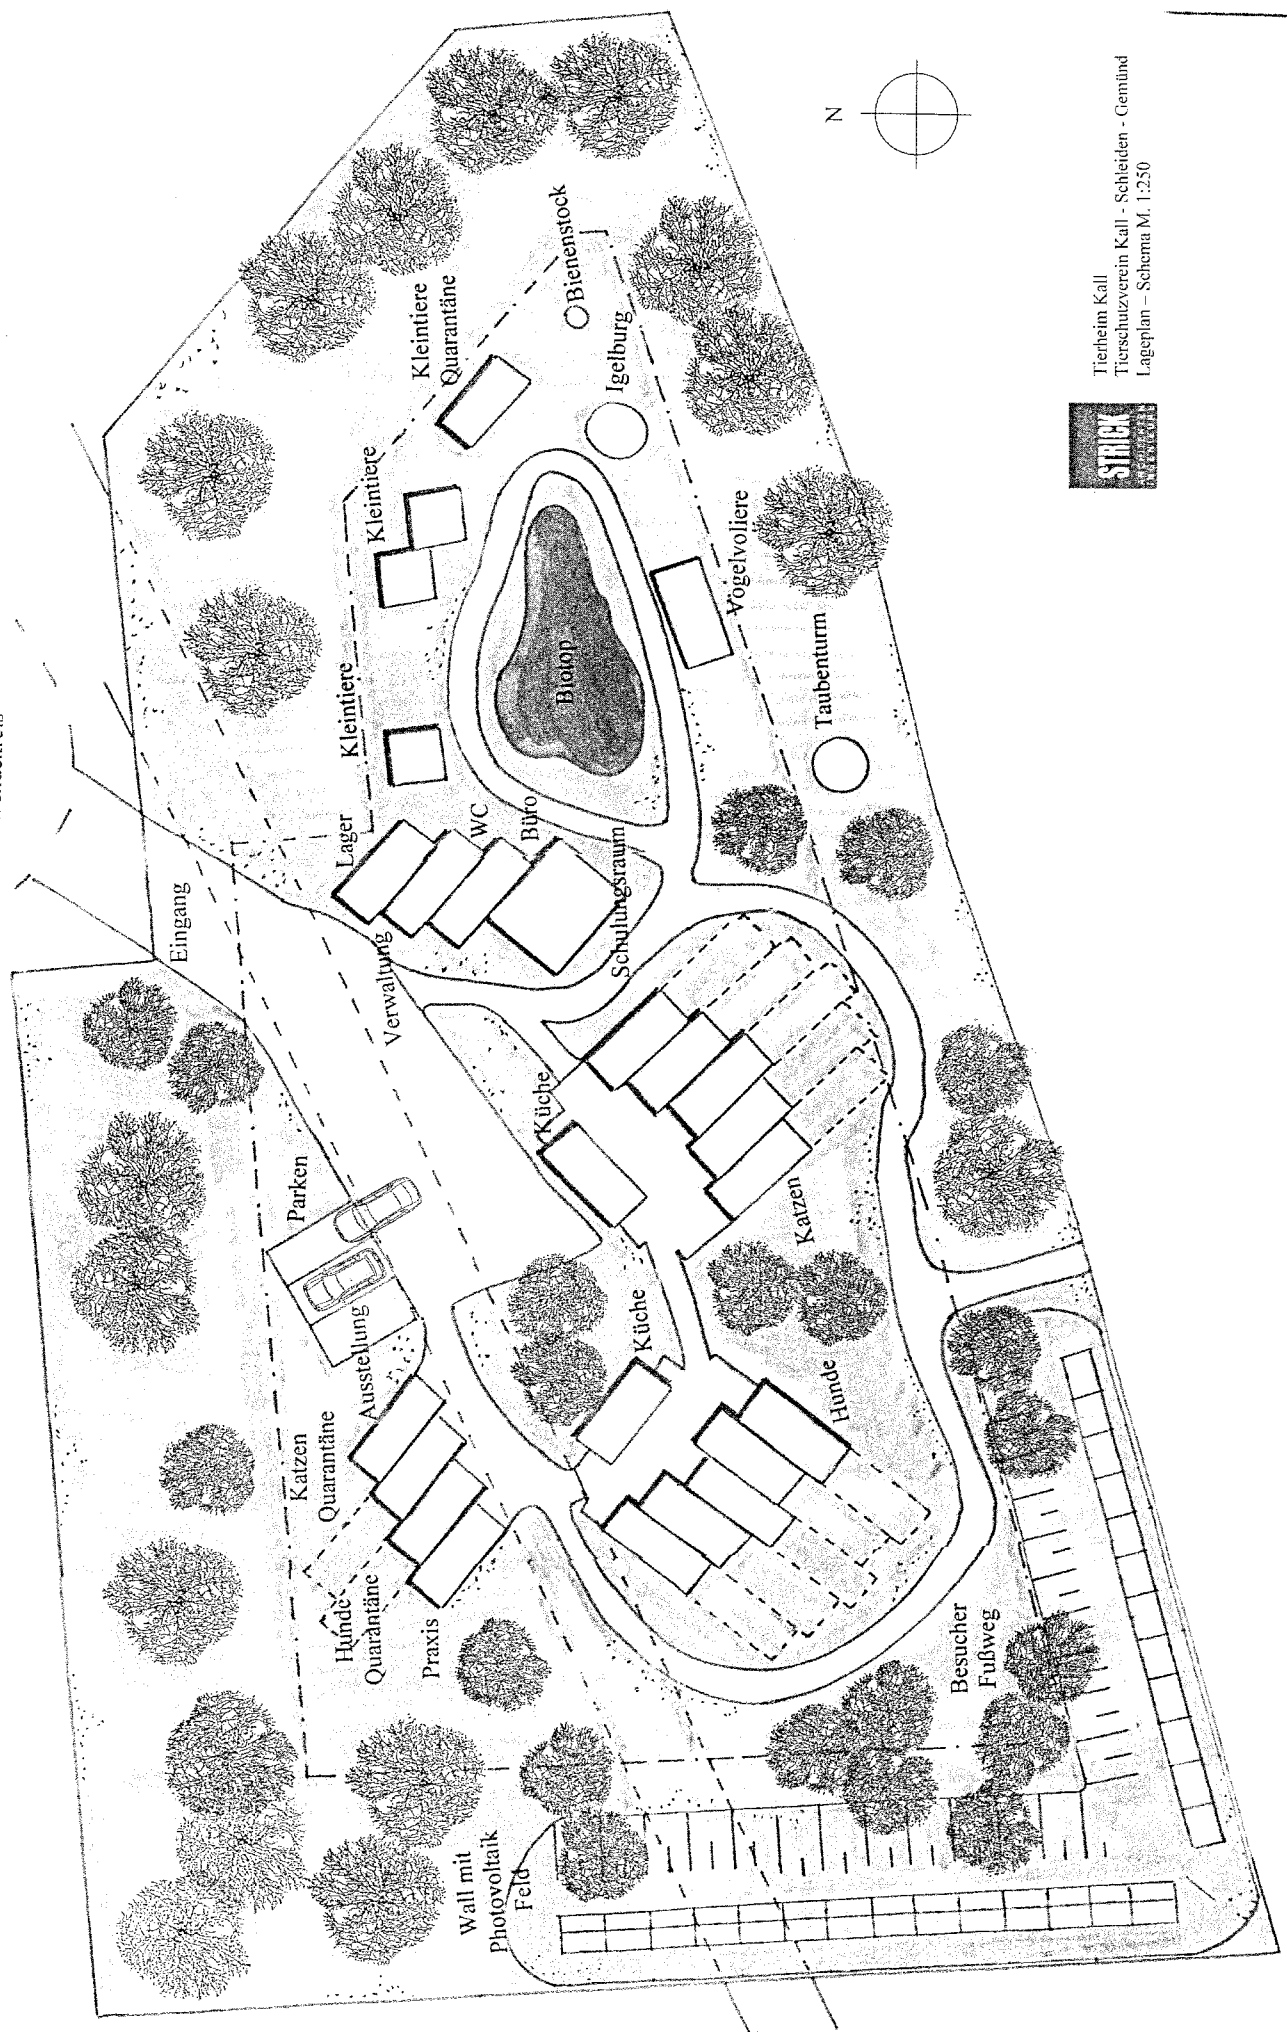 Eingang
Lager
WC
Büro
Schulungsraum
Verwaltung
Kleintiere
Kleintiere
Kleintiere
Quarantäne
Bienenstock
Igelburg
Biotop
Vogelvoliere
Taubenturm
Parken
Küche
Katzen
Ausstellung
Katzen
Quarantäne
Küche
Hunde
Hunde
Quarantäne
Praxis
Besucher
Fußweg
Wall mit
Photovoltaik
Feld
N
STRICK
Tierheim Kall
Tierschutzverein Kall - Schleiden - Gemünd
Lageplan – Schema M. 1:250